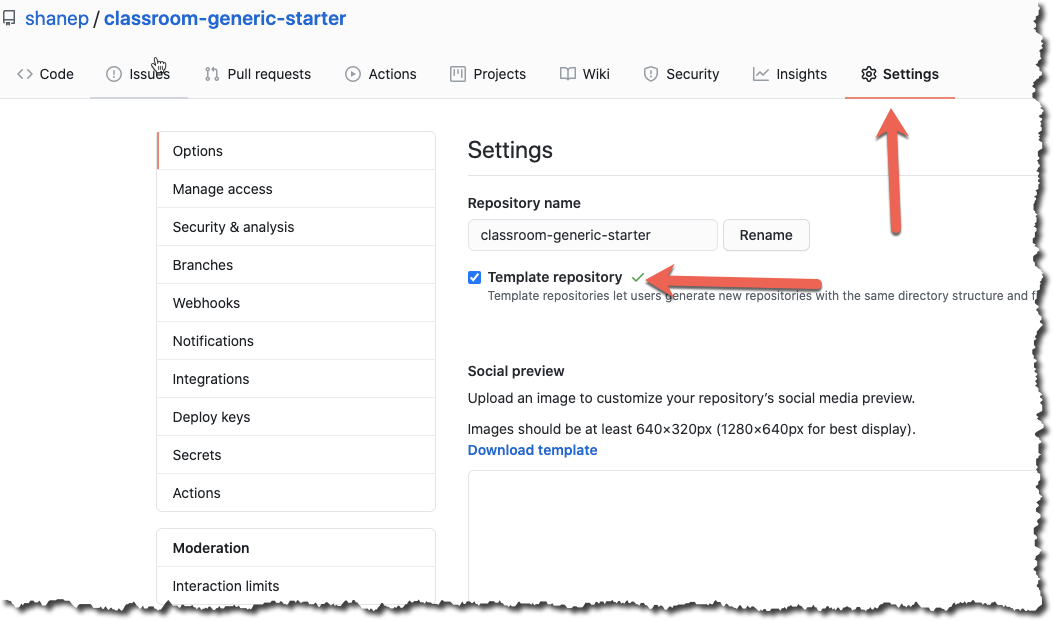 shanep / classroom-generic-starter
Code Issues Pull requests Actions Projects Wiki Security Insights Settings
Options
Manage access
Security & analysis
Branches
Webhooks
Notifications
Integrations
Deploy keys
Secrets
Actions
Moderation
Interaction limits
Settings
Repository name
classroom-generic-starter Rename
Template repository
Template repositories let users generate new repositories with the same directory structure and
Social preview
Upload an image to customize your repository’s social media preview.
Images should be at least 640×320px (1280×640px for best display).
Download template